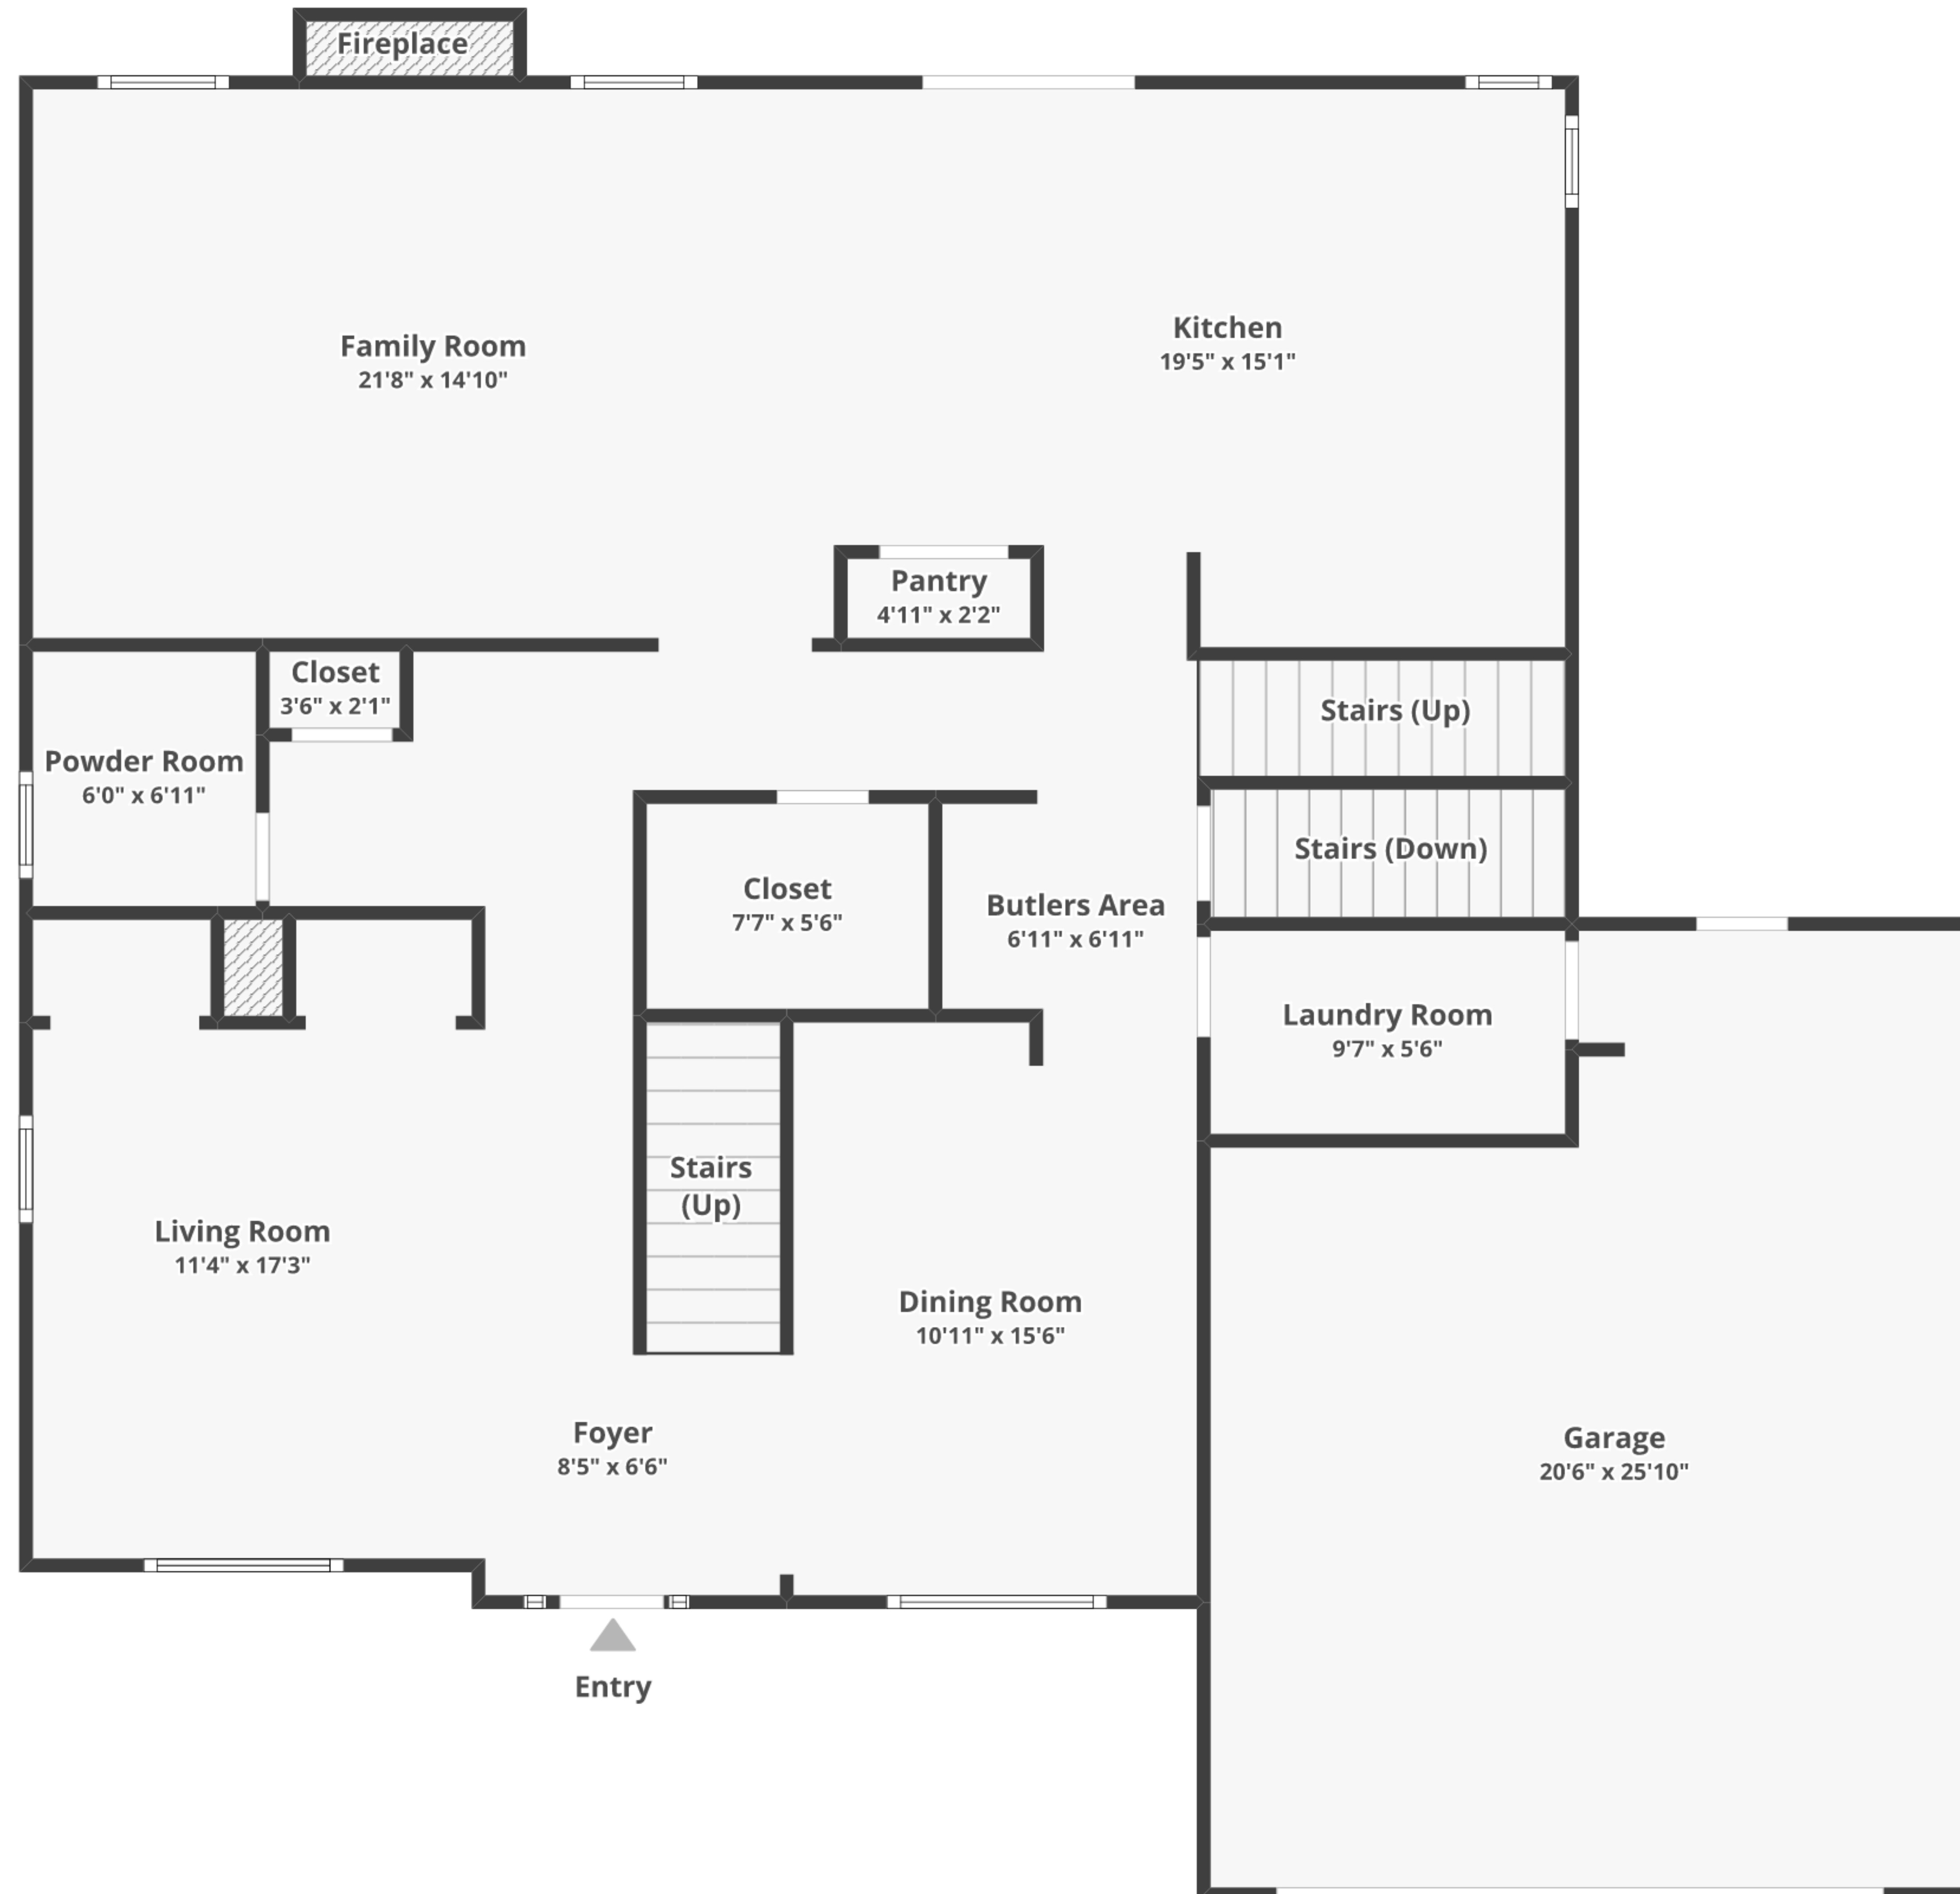 Fireplace
Family Room
21'8" x 14'10"
Kitchen
19'5" x 15'1"
Pantry
4'11" x 2'2"
Closet
3'6" x 2'1"
Stairs (Up)
Powder Room
6'0" x 6'11"
Stairs (Down)
Closet
7'7" x 5'6"
Butlers Area
6'11" x 6'11"
Laundry Room
9'7" x 5'6"
Stairs
(Up)
Living Room
11'4" x 17'3"
Dining Room
10'11" x 15'6"
Foyer
8'5" x 6'6"
Garage
20'6" x 25'10"
Entry